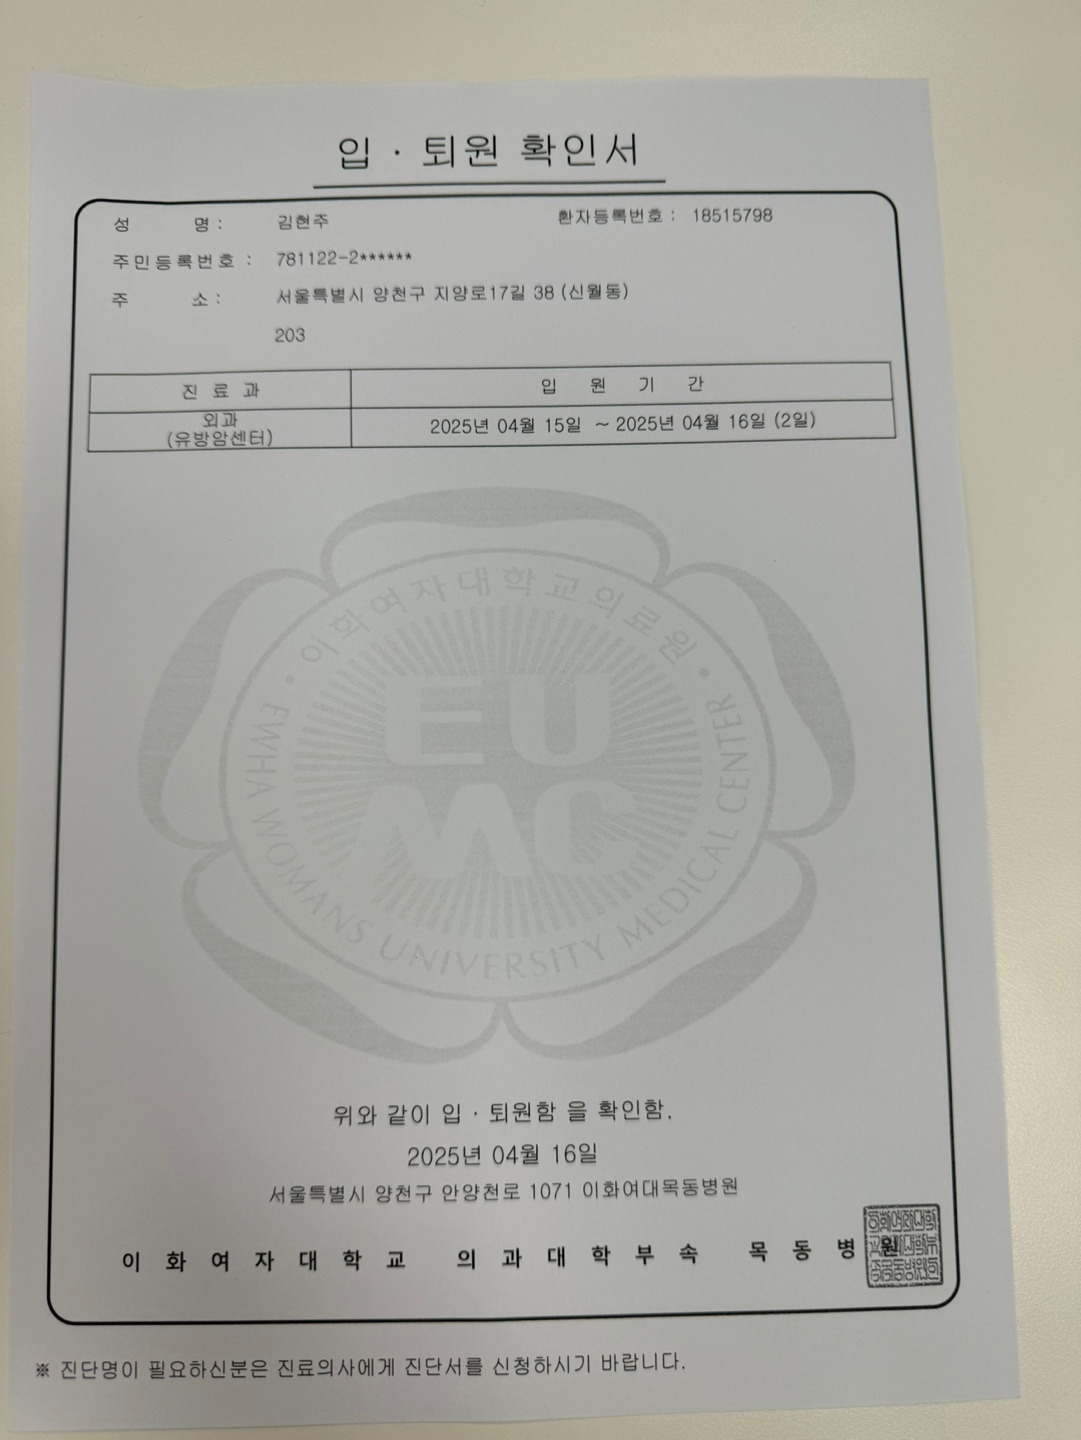 입 · 퇴원 확인서
성 명 : 김현주 환자등록번호 : 18515798
주민등록번호 : 781122-2******
주 소 : 서울특별시 양천구 지양로17길 38 (신월동)
203
진 료 과 입 원 기 간
외과
(유방암센터) 2025년 04월 15일 ~ 2025년 04월 16일 (2일)
이화여자대학교의료원
EU
MC
EWHA WOMANS UNIVERSITY MEDICAL CENTER
위와 같이 입 · 퇴원함 을 확인함.
2025년 04월 16일
서울특별시 양천구 안양천로 1071 이화여대목동병원
이 화 여 자 대 학 교 의 과 대 학 부 속 목 동 병 원
※ 진단명이 필요하신분은 진료의사에게 진단서를 신청하시기 바랍니다.